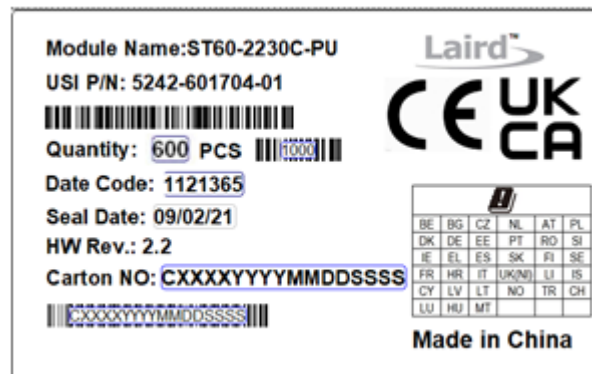 Module Name:ST60-2230C-PU
USI P/N: 5242-601704-01
Quantity: 600 PCS 1000
Date Code: 1121365
Seal Date: 09/02/21
HW Rev.: 2.2
Carton NO: CXXXXYYYYMMDDSSSS
CXXXXYYYYMMDDSSSS
Laird™
CE UK
CA
BE BG CZ NL AT PL
DK DE EE PT RO SI
IE EL ES SK FI SE
FR HR IT UK(NI) LI IS
CY LV LT NO TR CH
LU HU MT
Made in China